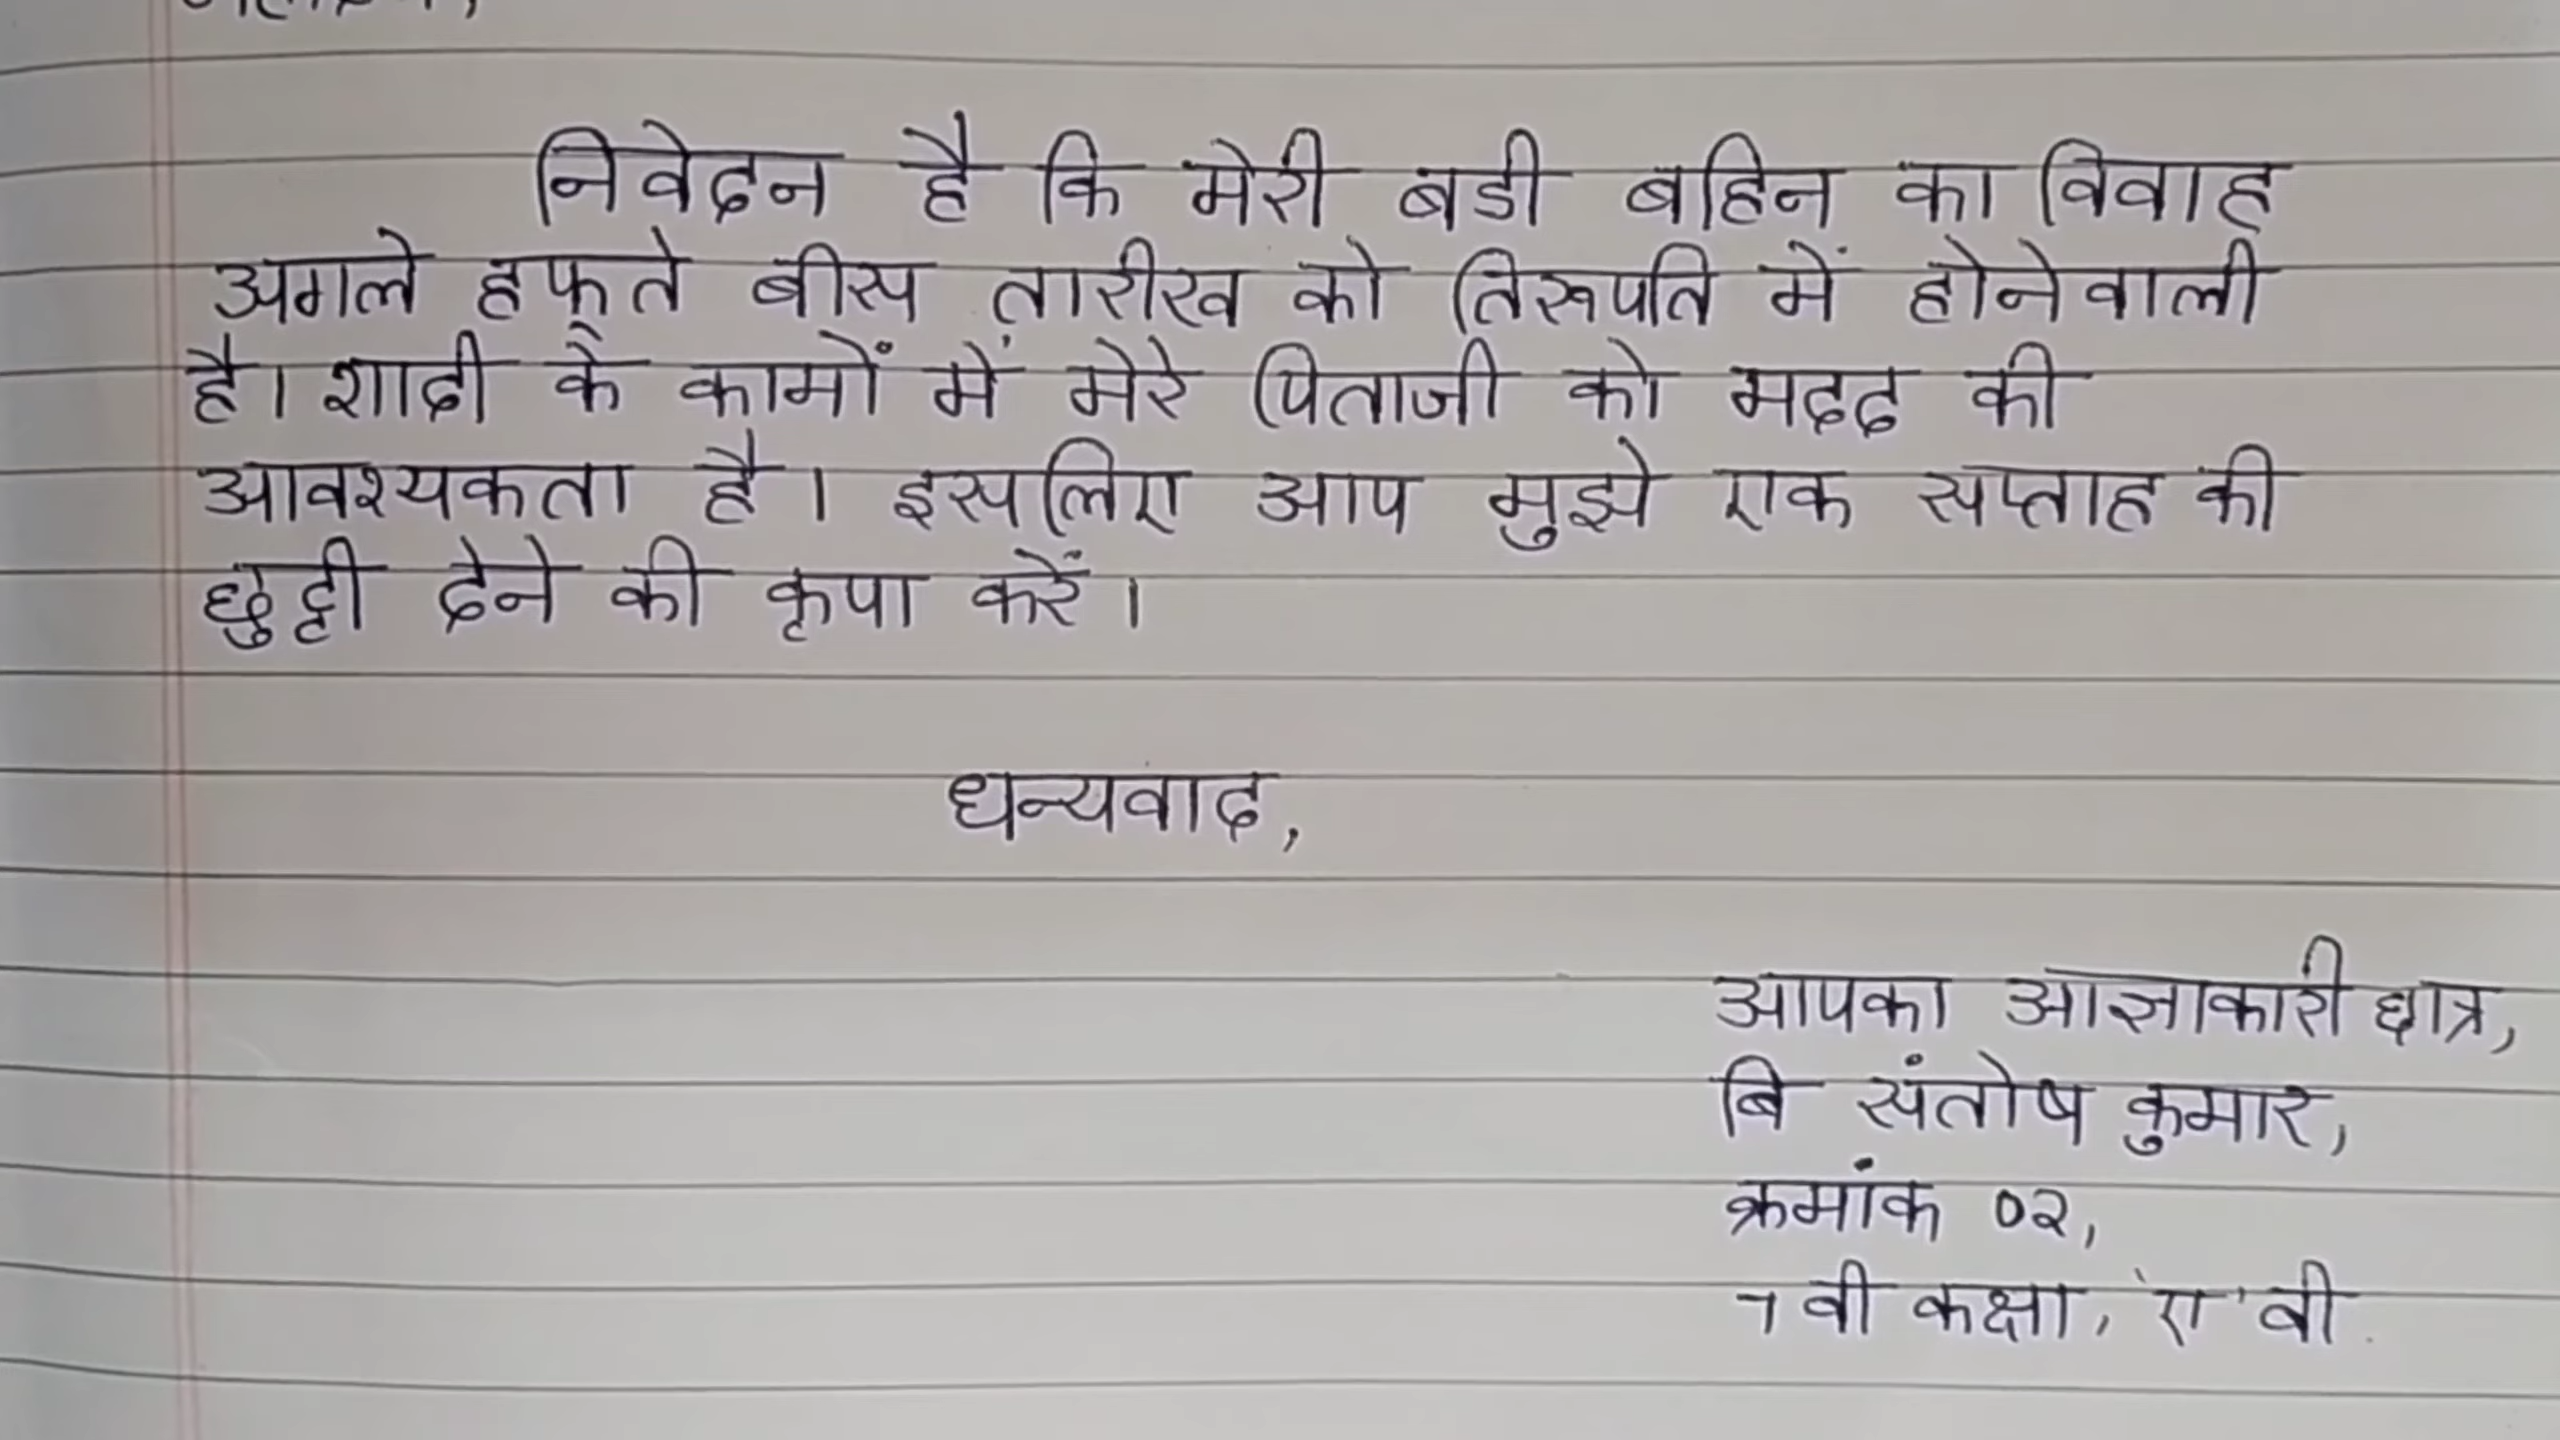 निवेदन है कि मेरी बडी बहिन का विवाह
अगले हफ्ते बीस तारीख को तिरुपति में होनेवाली
है। शादी के कामों में मेरे पिताजी को मदद की
आवश्यकता है। इसलिए आप मुझे एक सप्ताह की
छुट्टी देने की कृपा करें।
धन्यवाद,
आपका आज्ञाकारी छात्र,
बि संतोष कुमार,
क्रमांक ०२,
7 वी कक्षा, 'ए' वी